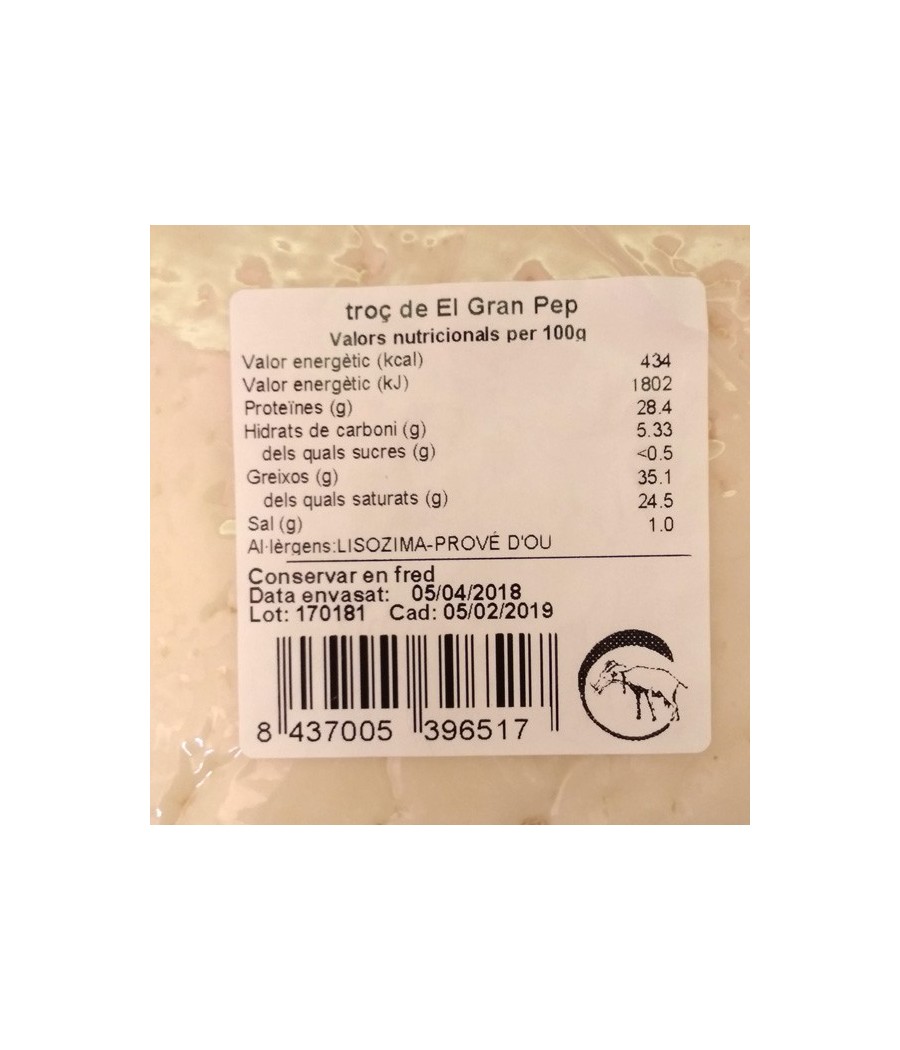 troç de El Gran Pep
Valors nutricionals per 100g
Valor energètic (kcal) 434
Valor energètic (kJ) 1802
Proteïnes (g) 28.4
Hidrats de carboni (g) 5.33
dels quals sucres (g) <0.5
Greixos (g) 35.1
dels quals saturats (g) 24.5
Sal (g) 1.0
Al·lèrgens:LISOZIMA-PROVÉ D'OU
Conservar en fred
Data envasat: 05/04/2018
Lot: 170181 Cad: 05/02/2019
8 437005 396517